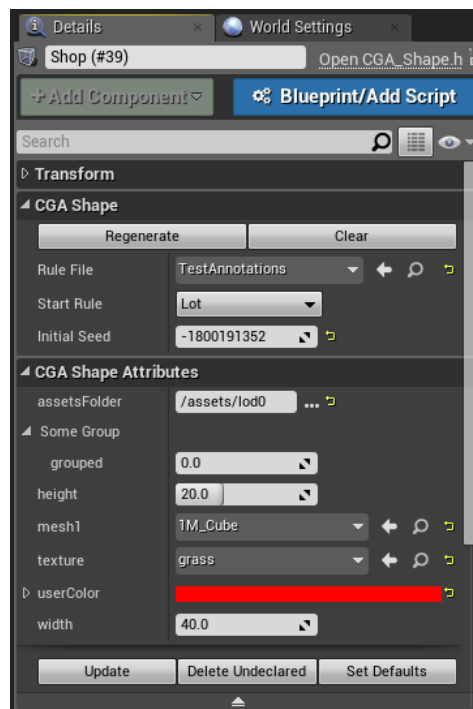 Details
World Settings
Shop (#39)
Open CGA_Shape.h
+Add Component
Blueprint/Add Script
Search
Transform
CGA Shape
Regenerate
Clear
Rule File
TestAnnotations
Start Rule
Lot
Initial Seed
-1800191352
CGA Shape Attributes
assetsFolder
/assets/lod0
...
Some Group
grouped
0.0
height
20.0
mesh1
1M_Cube
texture
grass
userColor
width
40.0
Update
Delete Undeclared
Set Defaults